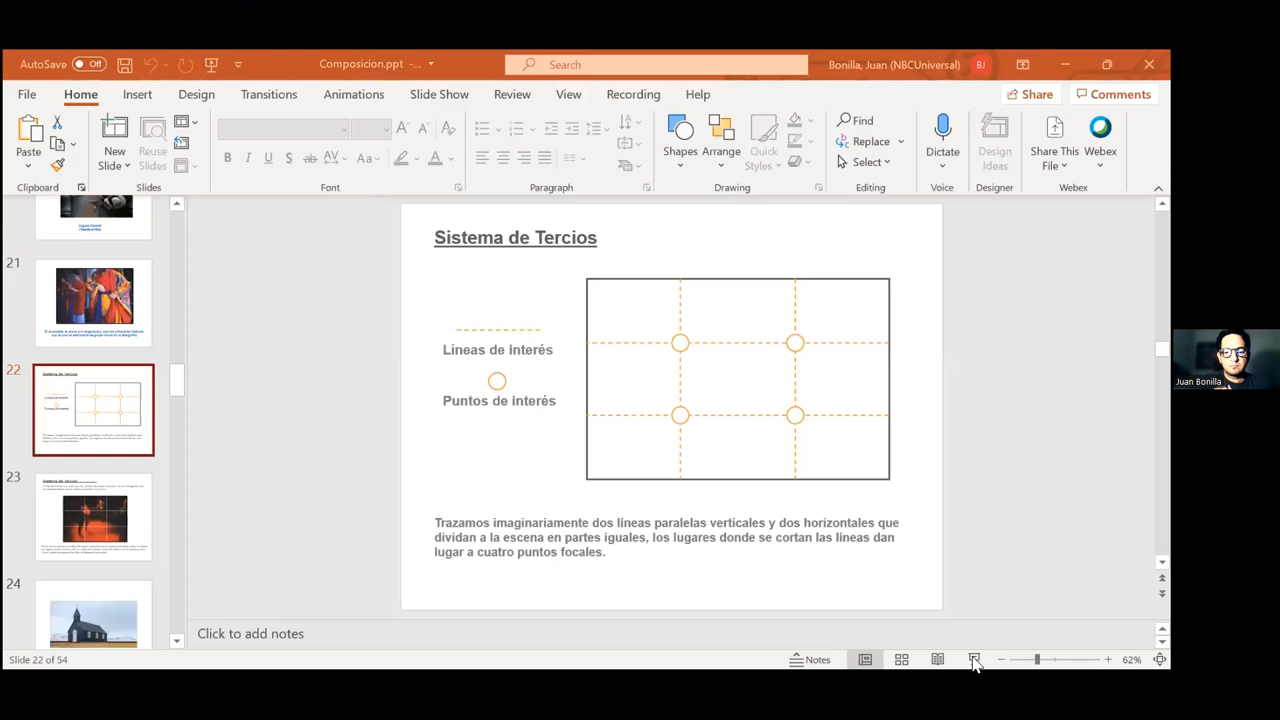 AutoSave Off Composicion.ppt -... Search Bonilla, Juan (NBCUniversal) BJ
File Home Insert Design Transitions Animations Slide Show Review View Recording Help Share Comments
Paste New Slide Reuse Slides Shapes Arrange Quick Styles Find Replace Select Dictate Design Ideas Share This File Webex
Clipboard Slides Font Paragraph Drawing Editing Voice Designer Webex
21
22
23
24
Sistema de Tercios
Líneas de interés
Puntos de interés
Trazamos imaginariamente dos líneas paralelas verticales y dos horizontales que
dividan a la escena en partes iguales, los lugares donde se cortan las líneas dan
lugar a cuatro puntos focales.
Juan Bonilla
Click to add notes
Slide 22 of 54 Notes 62%